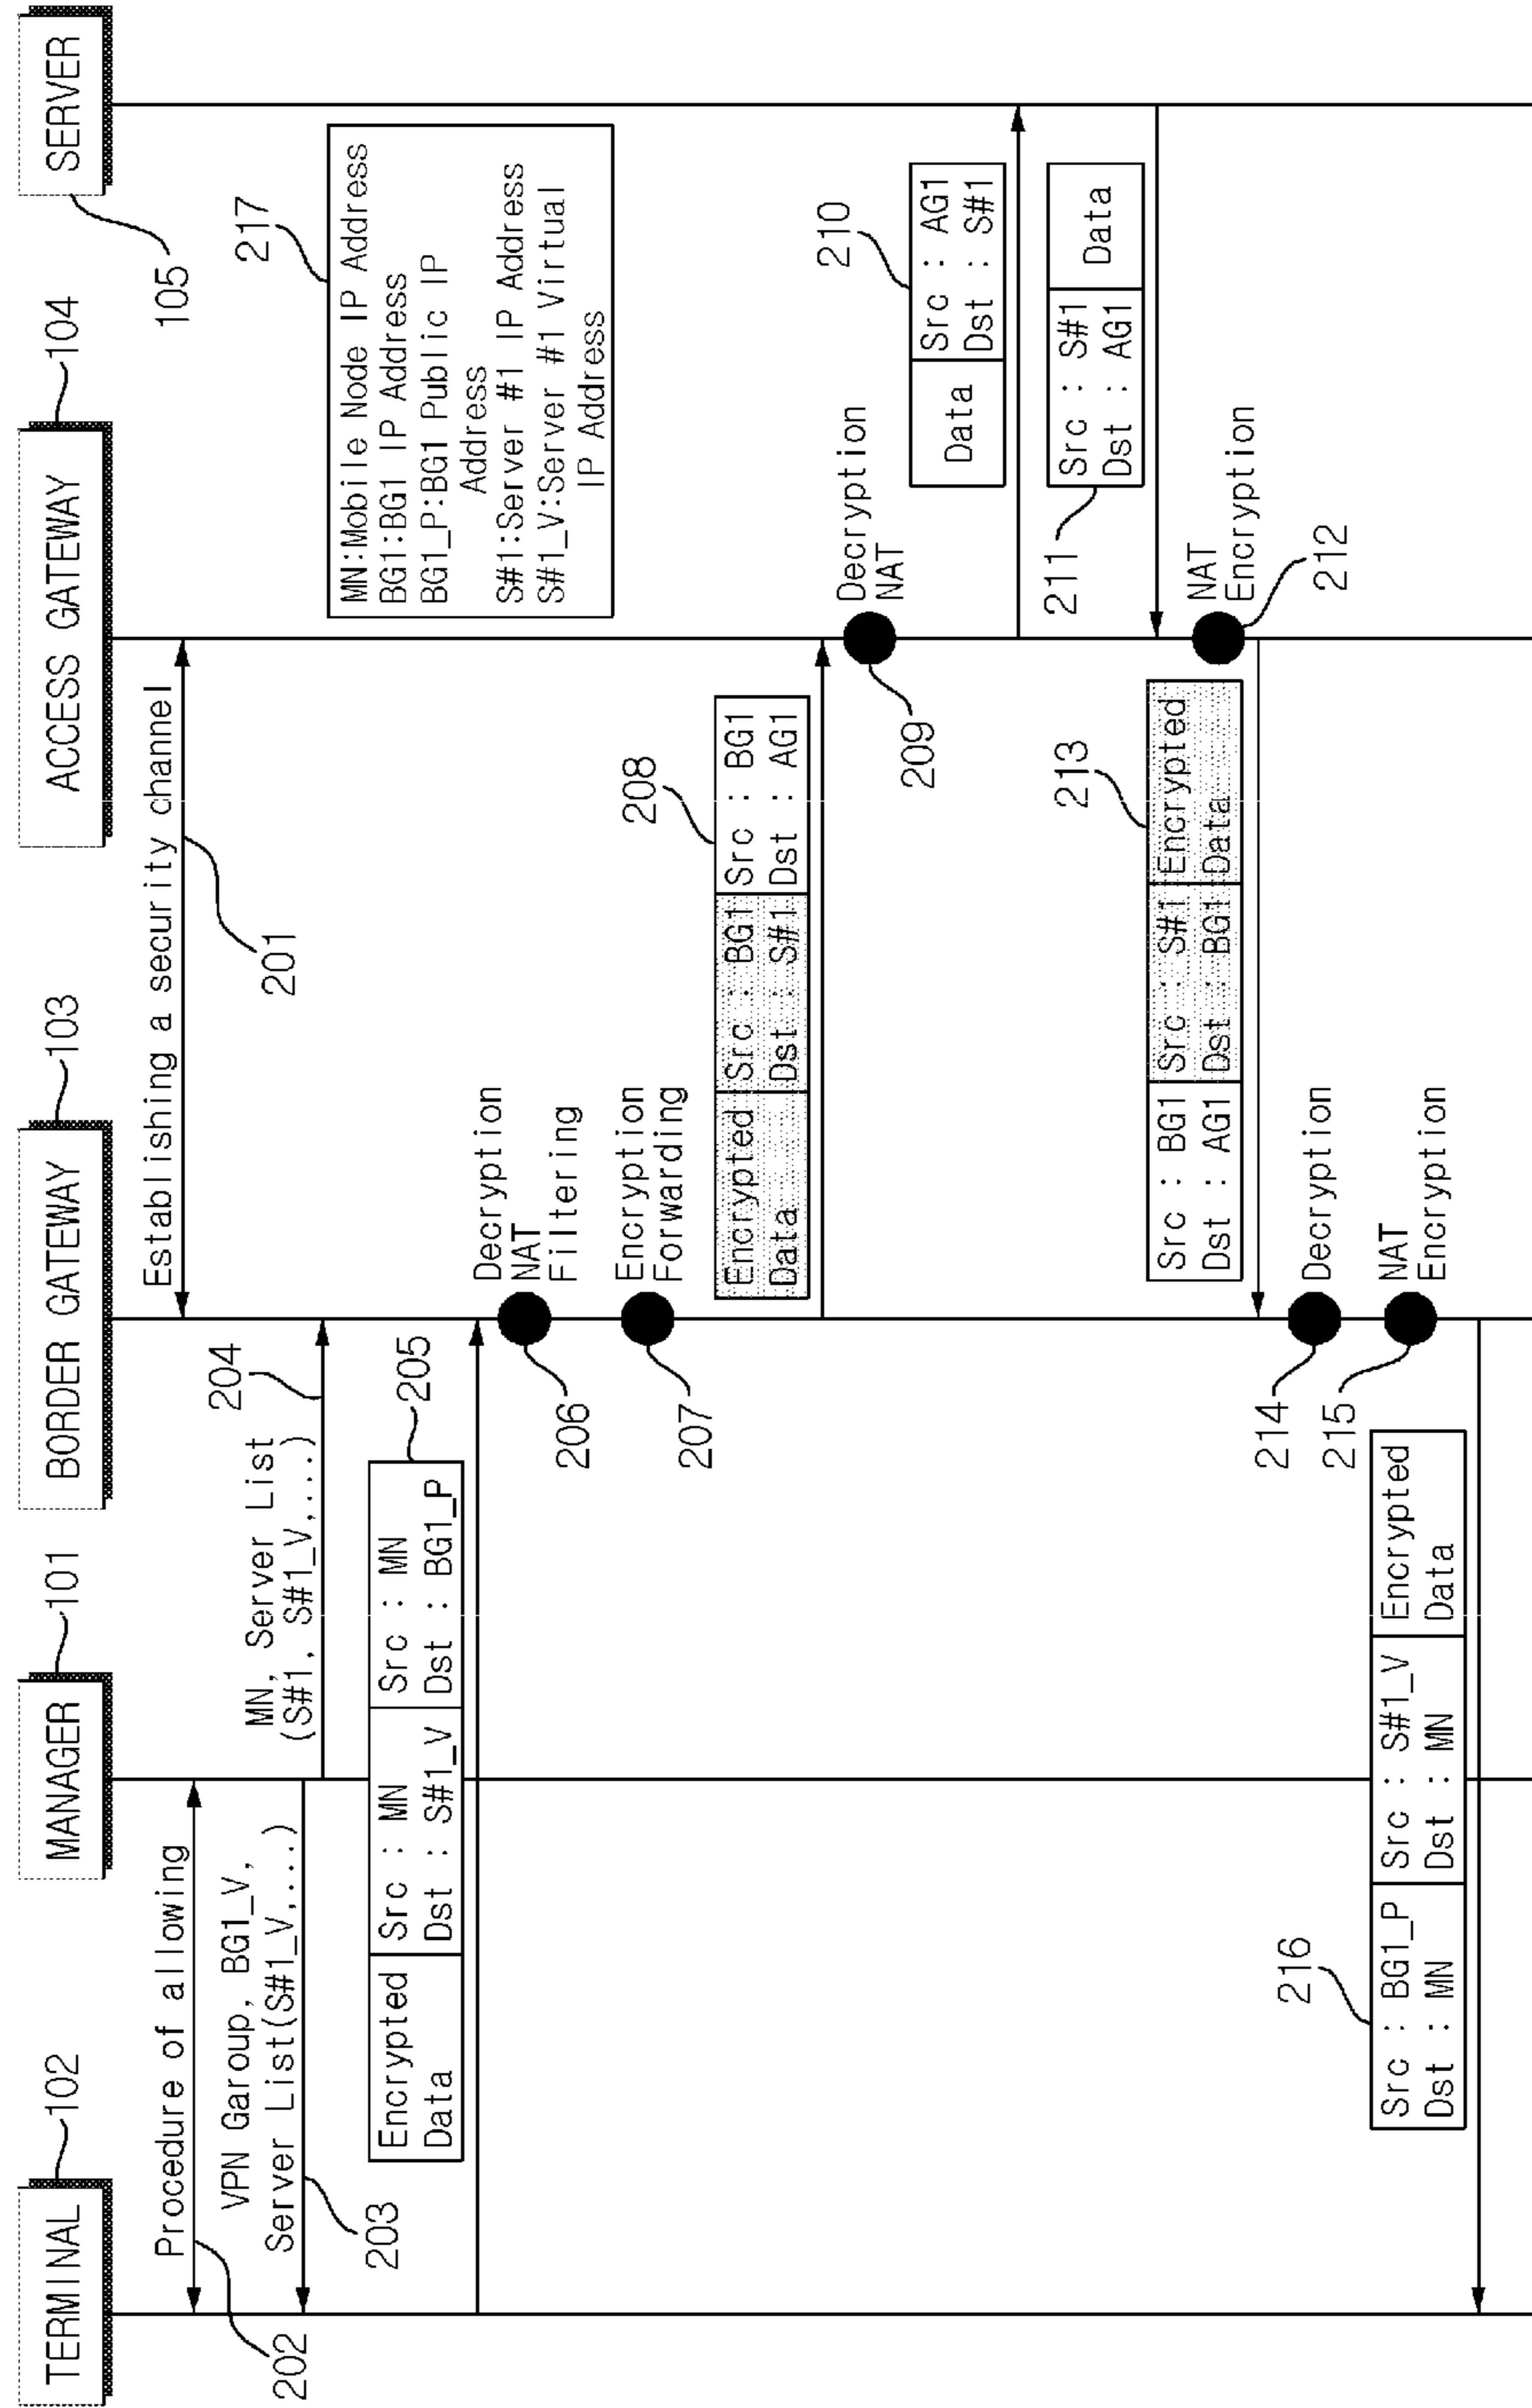 TERMINAL
102
MANAGER
101
BORDER GATEWAY
103
ACCESS GATEWAY
104
SERVER
105
Establishing a security channel
201
Procedure of allowing
202
VPN Garoup, BG1_V,
Server List(S#1_V,...)
203
MN, Server List
(S#1, S#1_V,....)
204
217
MN:Mobile Node IP Address
BG1:BG1 IP Address
BG1_P:BG1 Public IP
Address
S#1:Server #1 IP Address
S#1_V:Server #1 Virtual
IP Address
Encrypted Data
Src : MN
Dst : S#1_V
Src : MN
Dst : BG1_P
205
Decryption
NAT
Filtering
206
Encryption
Forwarding
207
Encrypted Data
Src : BG1
Dst : S#1
Src : BG1
Dst : AG1
208
Decryption
NAT
209
Data
Src : AG1
Dst : S#1
210
Src : S#1
Dst : AG1
Data
211
NAT
Encryption
212
Src : BG1
Dst : AG1
Src : S#1
Dst : BG1
Encrypted Data
213
Decryption
214
NAT
Encryption
215
Src : BG1_P
Dst : MN
Src : S#1_V
Dst : MN
Encrypted Data
216